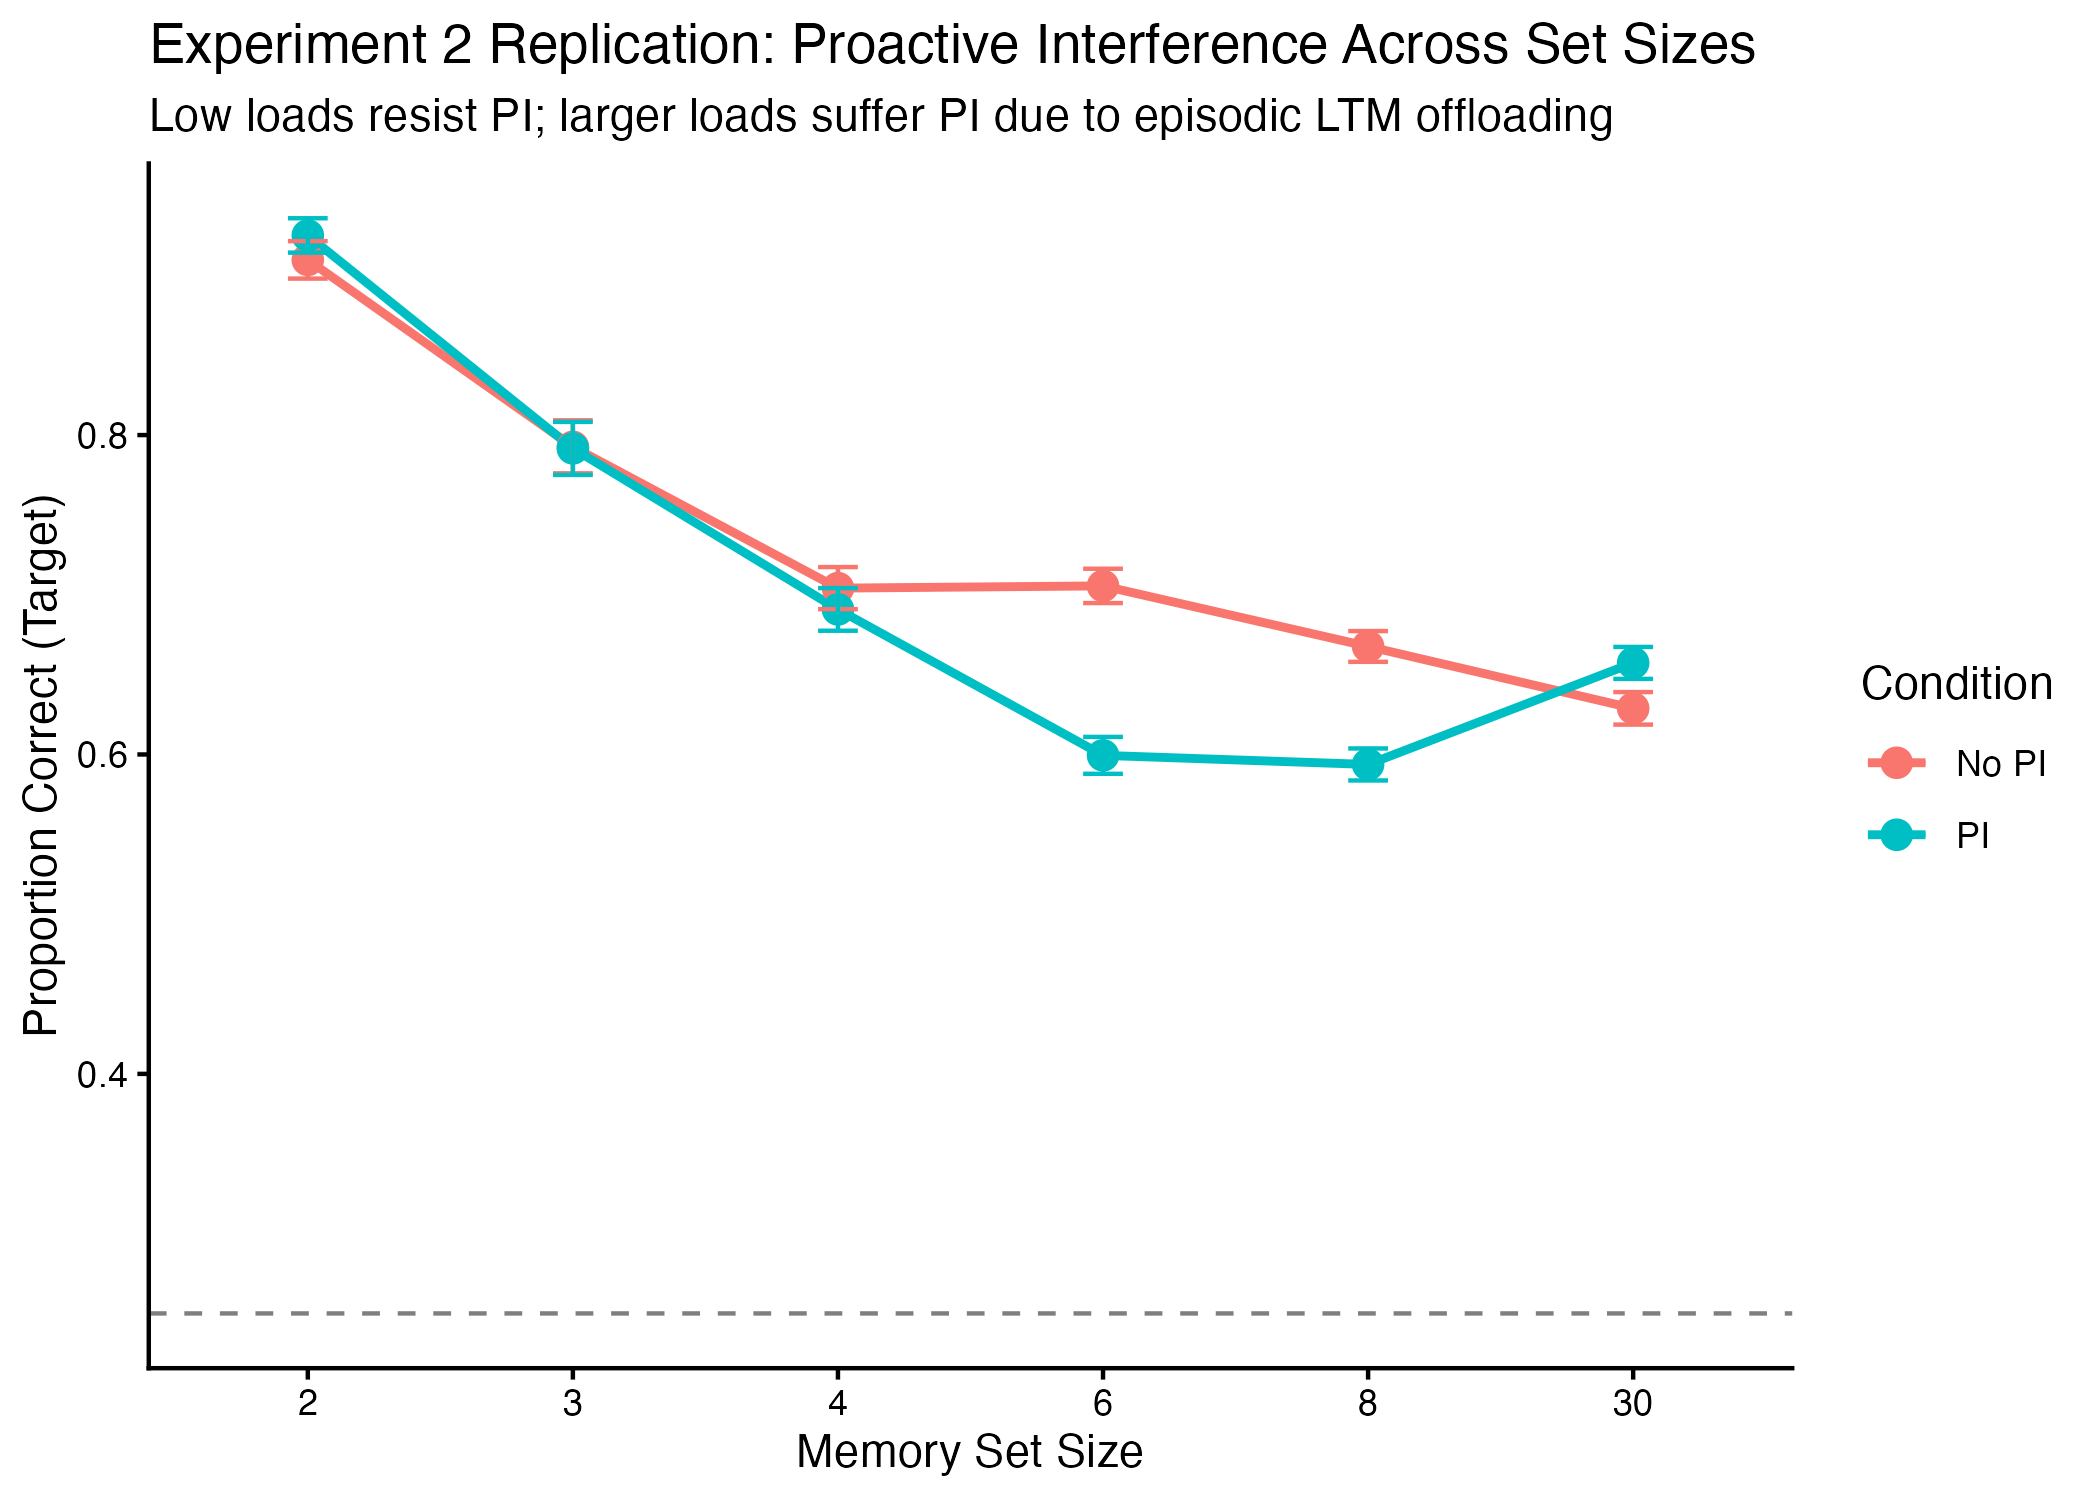 Experiment 2 Replication: Proactive Interference Across Set Sizes
Low loads resist PI; larger loads suffer PI due to episodic LTM offloading
Proportion Correct (Target)
0.8
0.6
0.4
2 3 4 6 8 30
Memory Set Size
Condition
No PI
PI